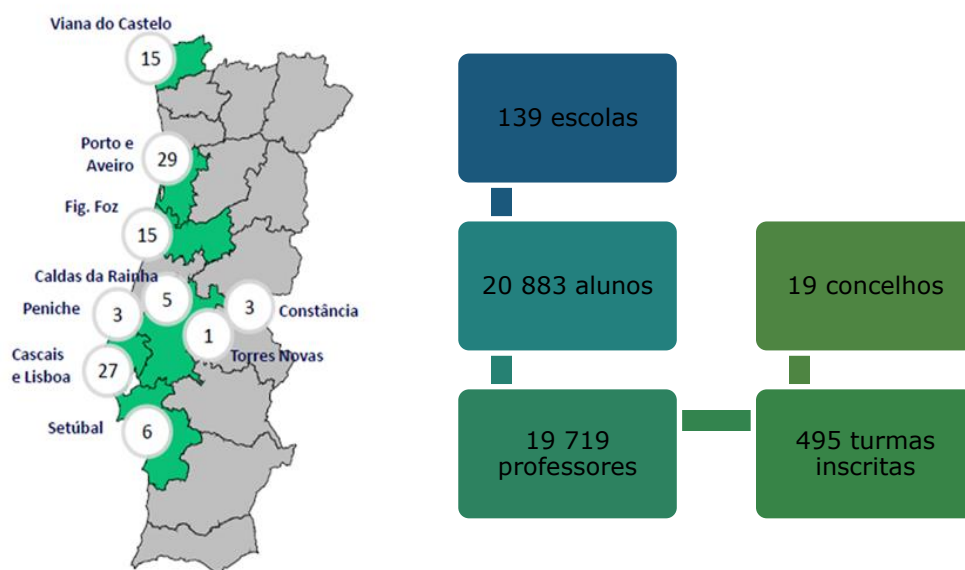 Viana do Castelo
15
Porto e
Aveiro
29
Fig. Foz
15
Caldas da Rainha
5
Peniche
3
3
Constância
1
Torres Novas
Cascais
e Lisboa
27
Setúbal
6
139 escolas
20 883 alunos
19 719
professores
495 turmas
inscritas
19 concelhos